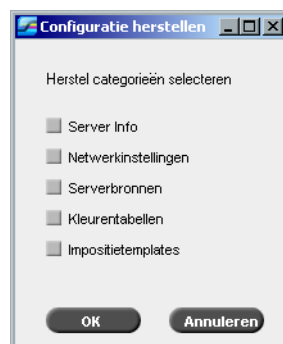 Configuratie herstellen
Herstel categorieën selecteren
Server Info
Netwerkinstellingen
Serverbronnen
Kleurentabellen
Impositietemplates
OK Annuleren